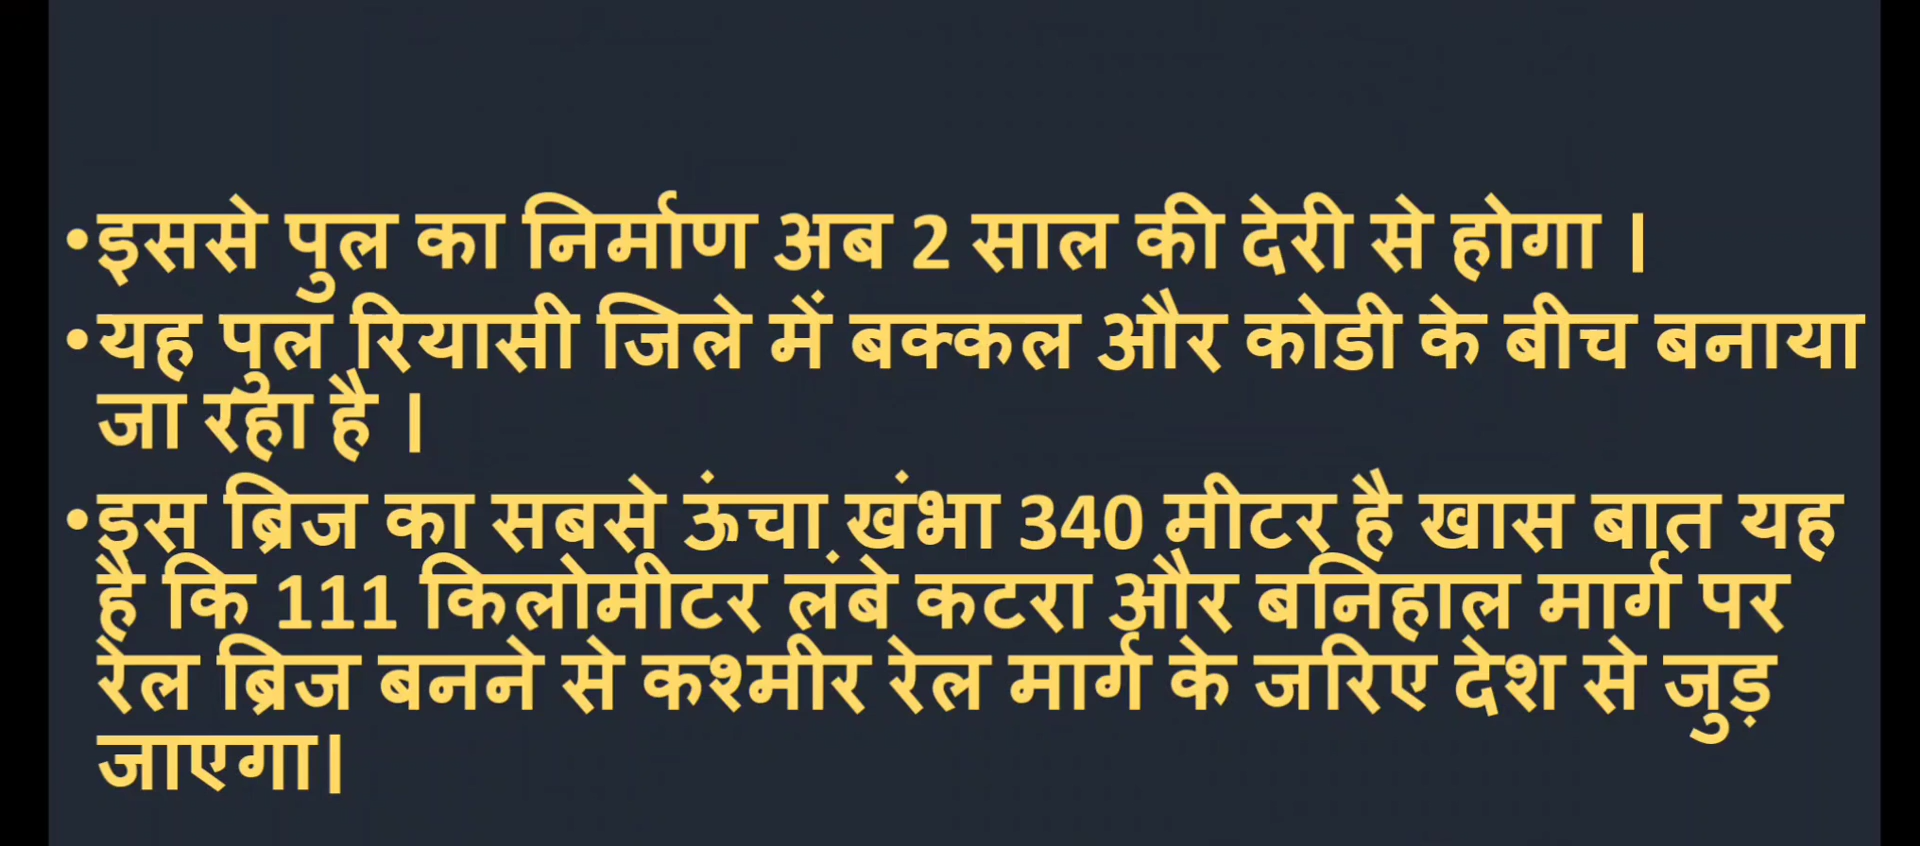 •इससे पुल का निर्माण अब 2 साल की देरी से होगा ।
•यह पुल रियासी जिले में बक्कल और कोडी के बीच बनाया
जा रहा है ।
•इस ब्रिज का सबसे ऊंचा खंभा 340 मीटर है खास बात यह
है कि 111 किलोमीटर लंबे कटरा और बनिहाल मार्ग पर
रेल ब्रिज बनने से कश्मीर रेल मार्ग के जरिए देश से जुड़
जाएगा।